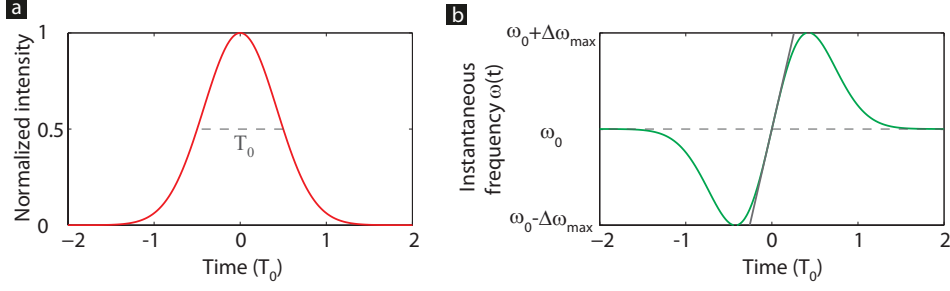 a
Normalized intensity
1
0.5
0
T₀
−2
−1
0
1
2
Time (T₀)
b
Instantaneous
frequency ω(t)
ω₀+Δωₘₐₓ
ω₀
ω₀-Δωₘₐₓ
−2
−1
0
1
2
Time (T₀)